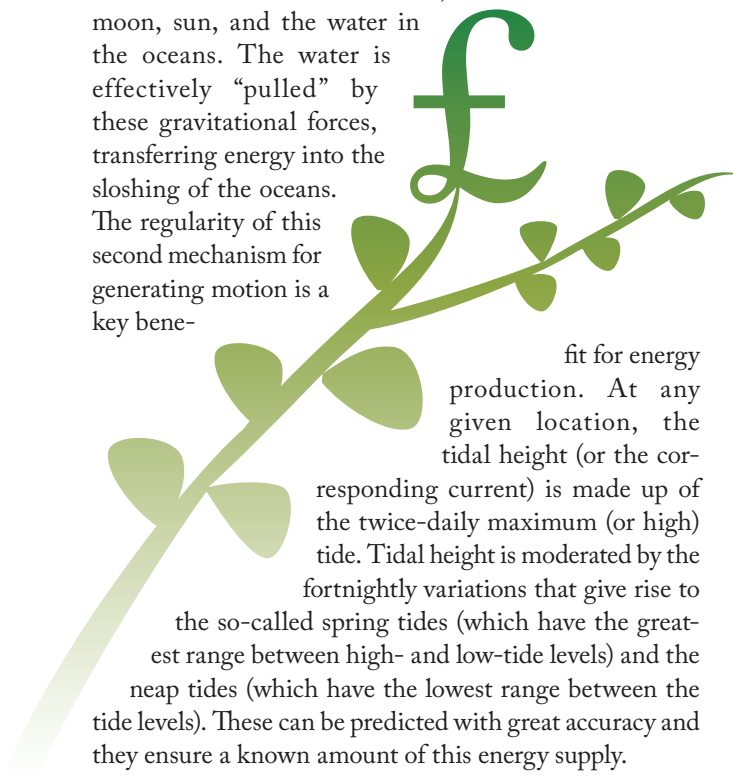 moon, sun, and the water in
the oceans. The water is
effectively “pulled” by
these gravitational forces,
transferring energy into the
sloshing of the oceans.
The regularity of this
second mechanism for
generating motion is a
key bene-
fit for energy
production. At any
given location, the
tidal height (or the cor-
responding current) is made up of
the twice-daily maximum (or high)
tide. Tidal height is moderated by the
fortnightly variations that give rise to
the so-called spring tides (which have the great-
est range between high- and low-tide levels) and the
neap tides (which have the lowest range between the
tide levels). These can be predicted with great accuracy and
they ensure a known amount of this energy supply.
£